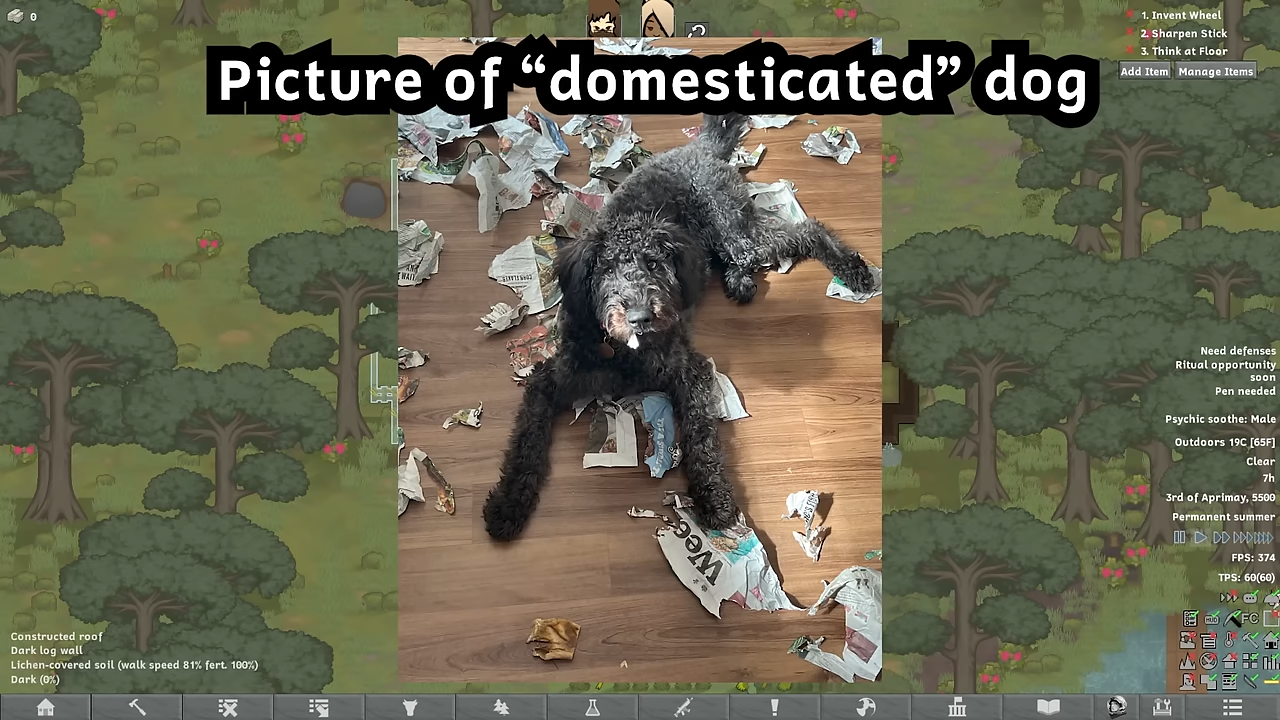 0
1. Invent Wheel
2. Sharpen Stick
3. Think at Floor
Add Item
Manage Items
Picture of “domesticated” dog
Need defenses
Ritual opportunity
soon
Pen needed
Psychic soothe: Male
Outdoors 19C [65F]
Clear
7h
3rd of Aprimay, 5500
Permanent summer
FPS: 374
TPS: 60(60)
FC
Wee
Constructed roof
Dark log wall
Lichen-covered soil (walk speed 81% fert. 100%)
Dark (0%)